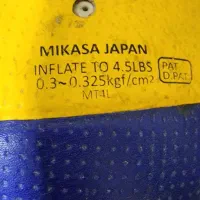 MIKASA JAPAN
INFLATE TO 4.5LBS
0.3~0.325kgf/cm²
PAT.
D.PAT.
MT4L